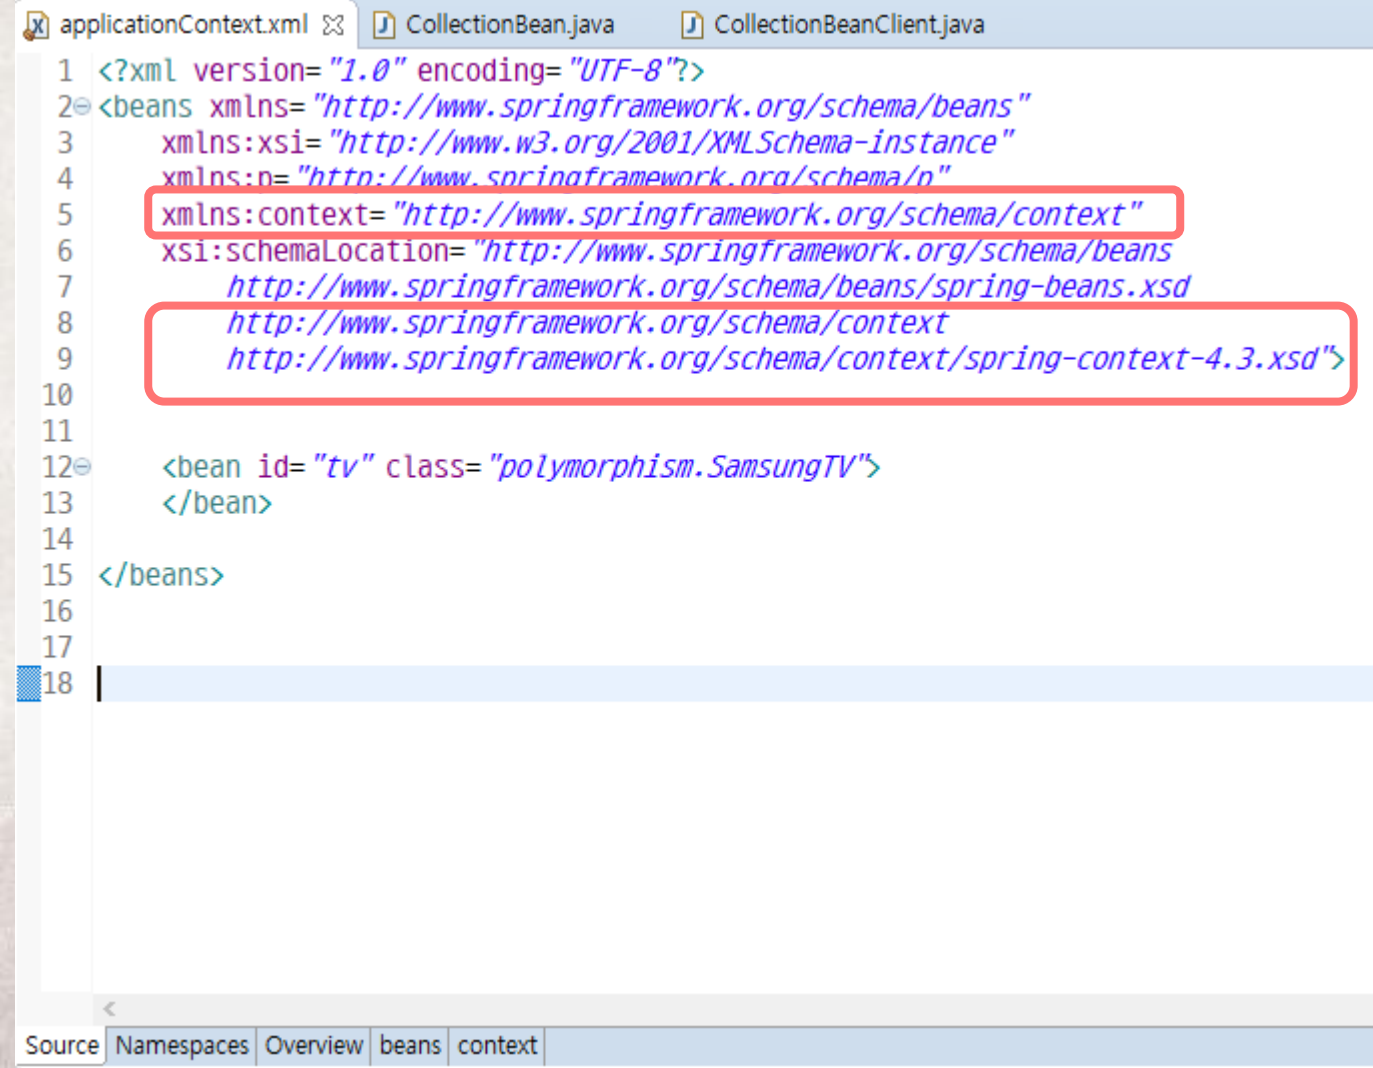 applicationContext.xml CollectionBean.java CollectionBeanClient.java
1 <?xml version="1.0" encoding="UTF-8"?>
2 <beans xmlns="http://www.springframework.org/schema/beans"
3 xmlns:xsi="http://www.w3.org/2001/XMLSchema-instance"
4 xmlns:p="http://www.springframework.org/schema/p"
5 xmlns:context="http://www.springframework.org/schema/context"
6 xsi:schemaLocation="http://www.springframework.org/schema/beans
7 http://www.springframework.org/schema/beans/spring-beans.xsd
8 http://www.springframework.org/schema/context
9 http://www.springframework.org/schema/context/spring-context-4.3.xsd">
10
11
12 <bean id="tv" class="polymorphism.SamsungTV">
13 </bean>
14
15 </beans>
16
17
18
Source Namespaces Overview beans context